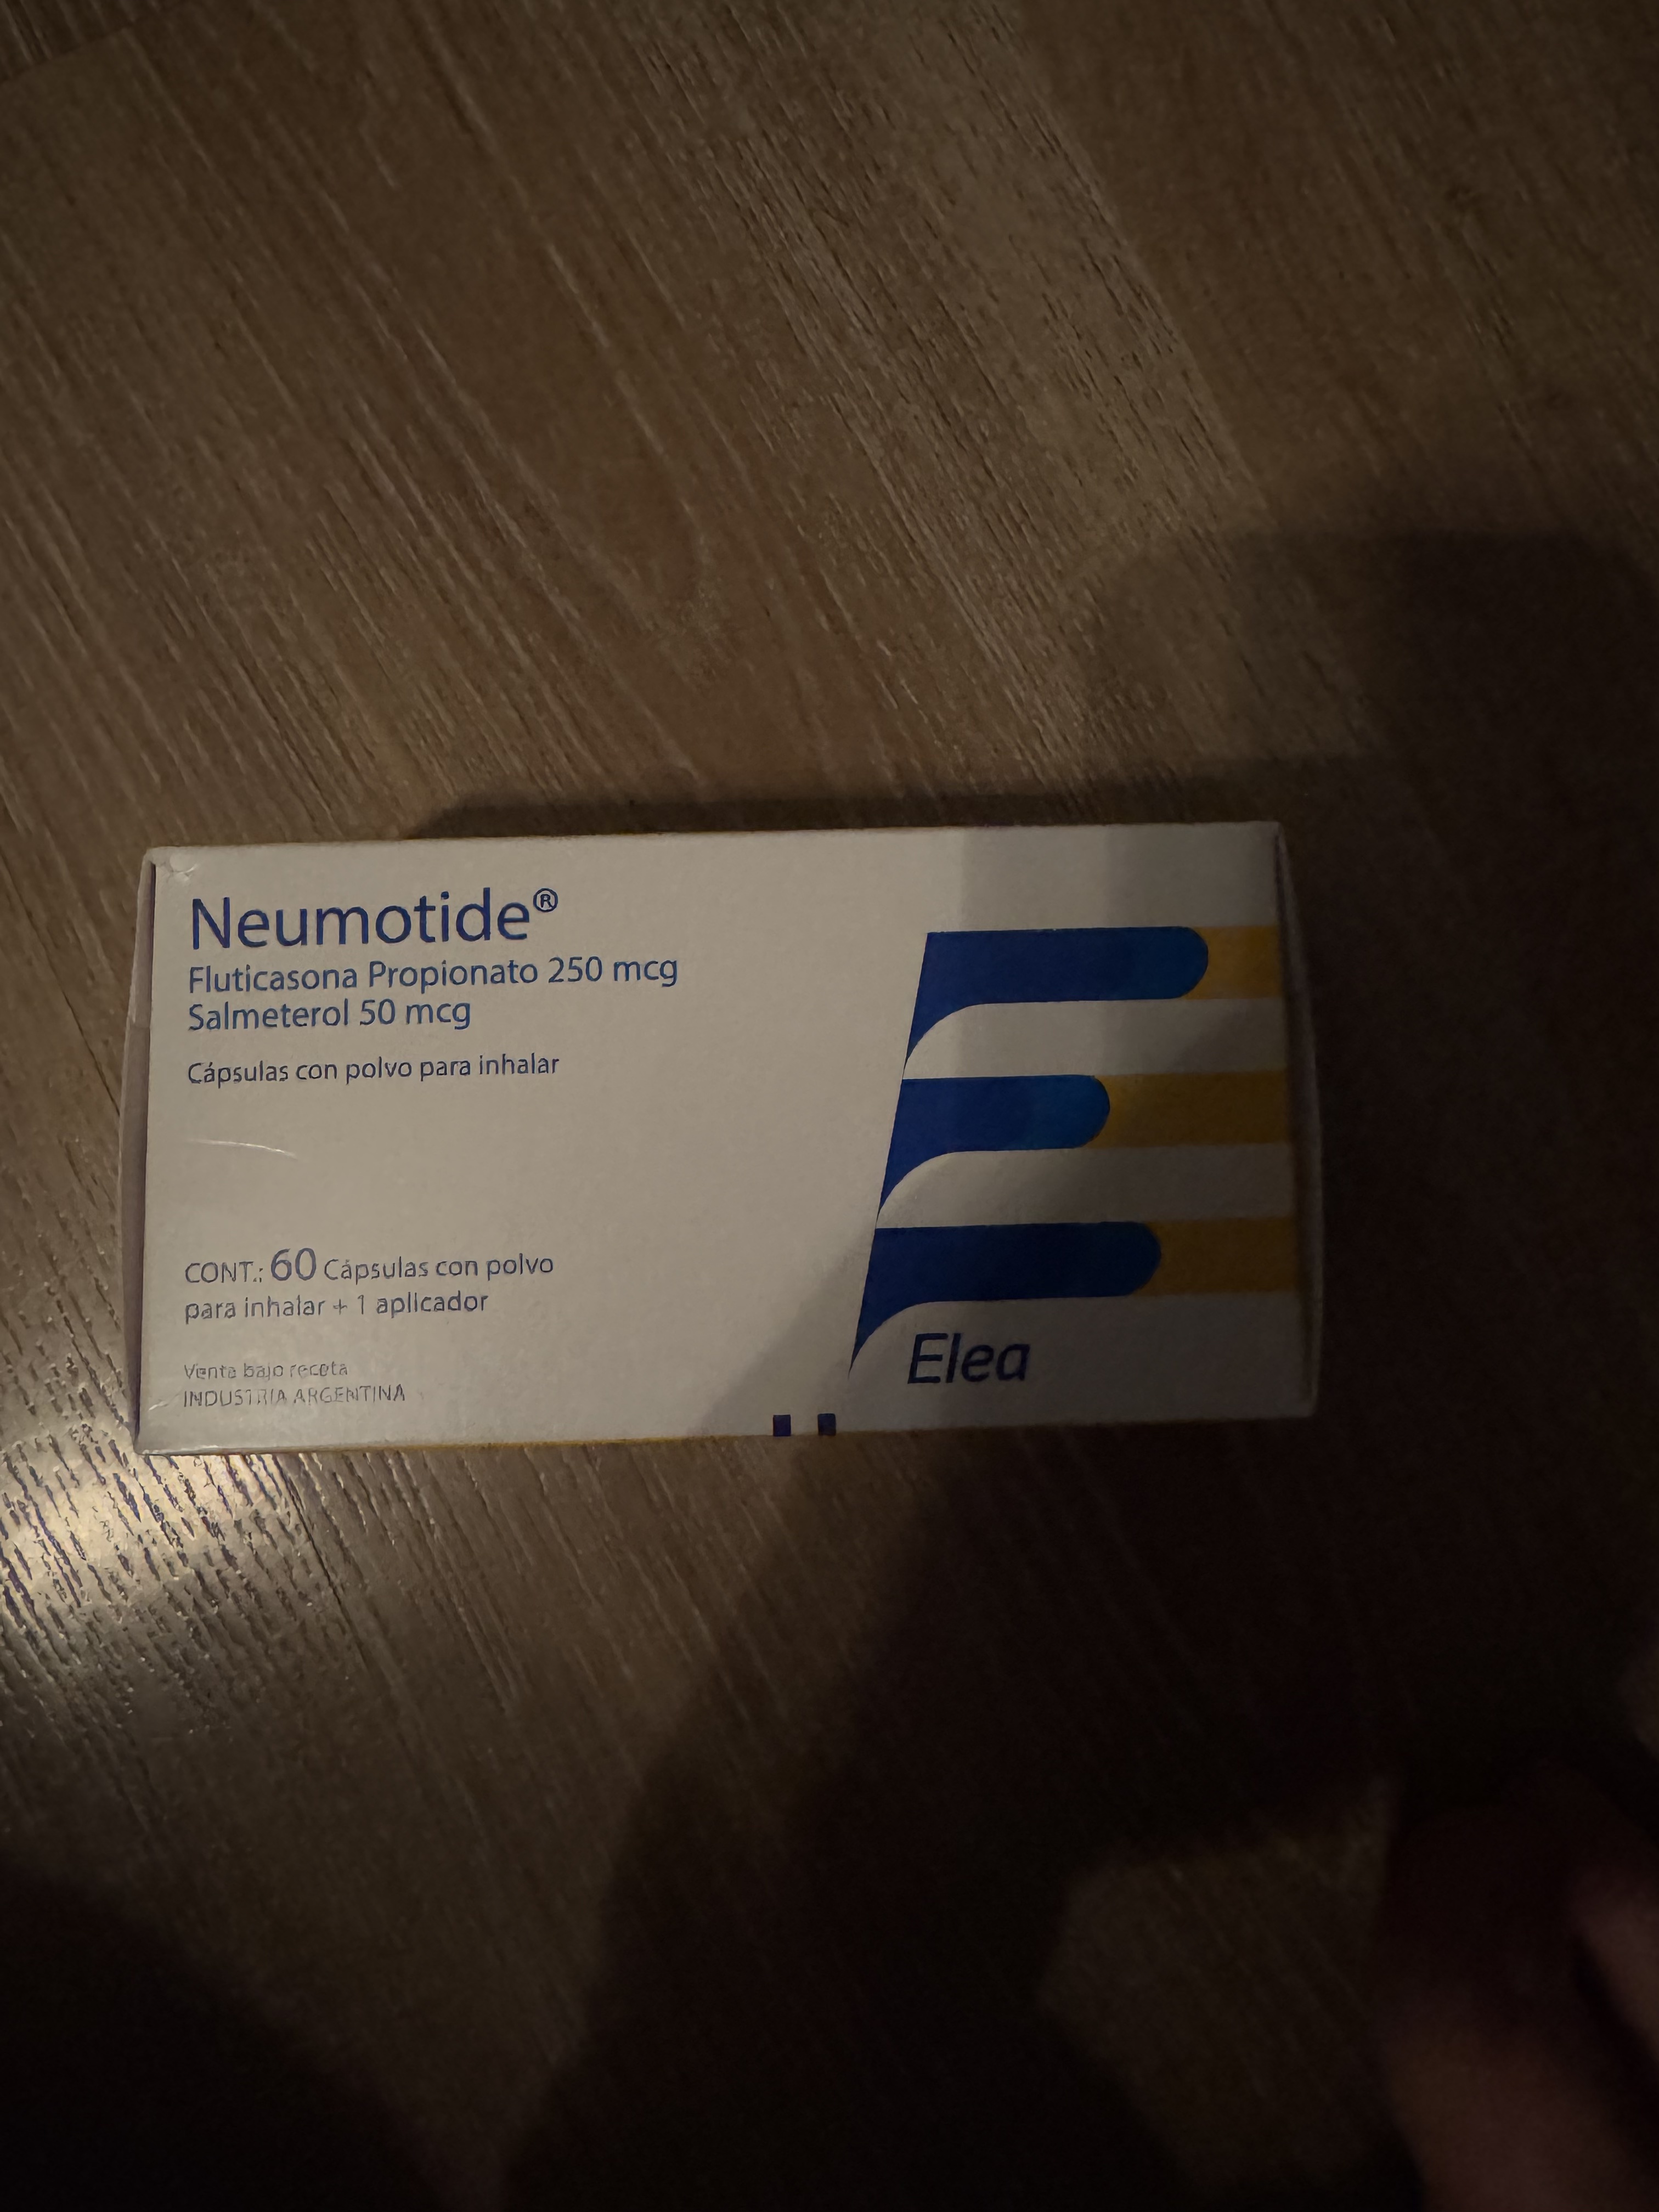 Neumotide®
Fluticasona Propionato 250 mcg
Salmeterol 50 mcg
Cápsulas con polvo para inhalar
CONT.: 60 Cápsulas con polvo
para inhalar + 1 aplicador
Venta bajo receta
INDUSTRIA ARGENTINA
Elea